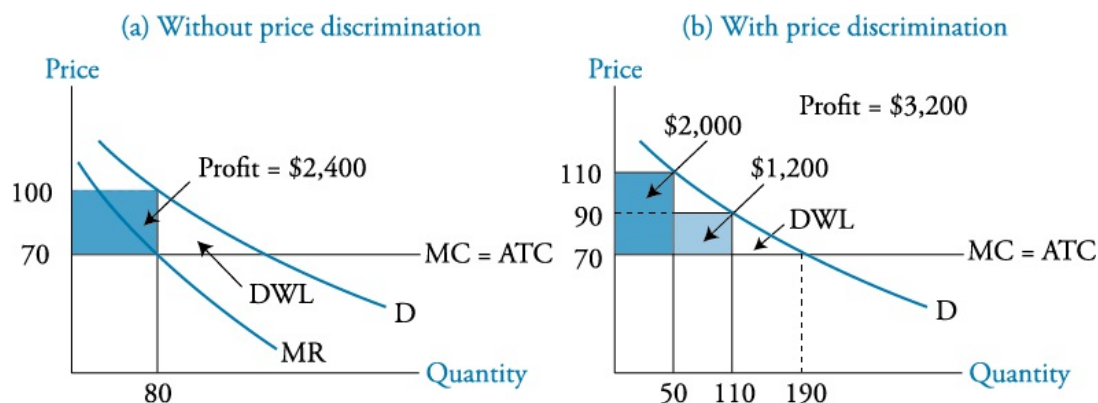 (a) Without price discrimination
Price
Profit = $2,400
100
70
MC = ATC
DWL
D
MR
Quantity
80
(b) With price discrimination
Price
Profit = $3,200
$2,000
$1,200
110
90
DWL
70
MC = ATC
D
Quantity
50 110 190